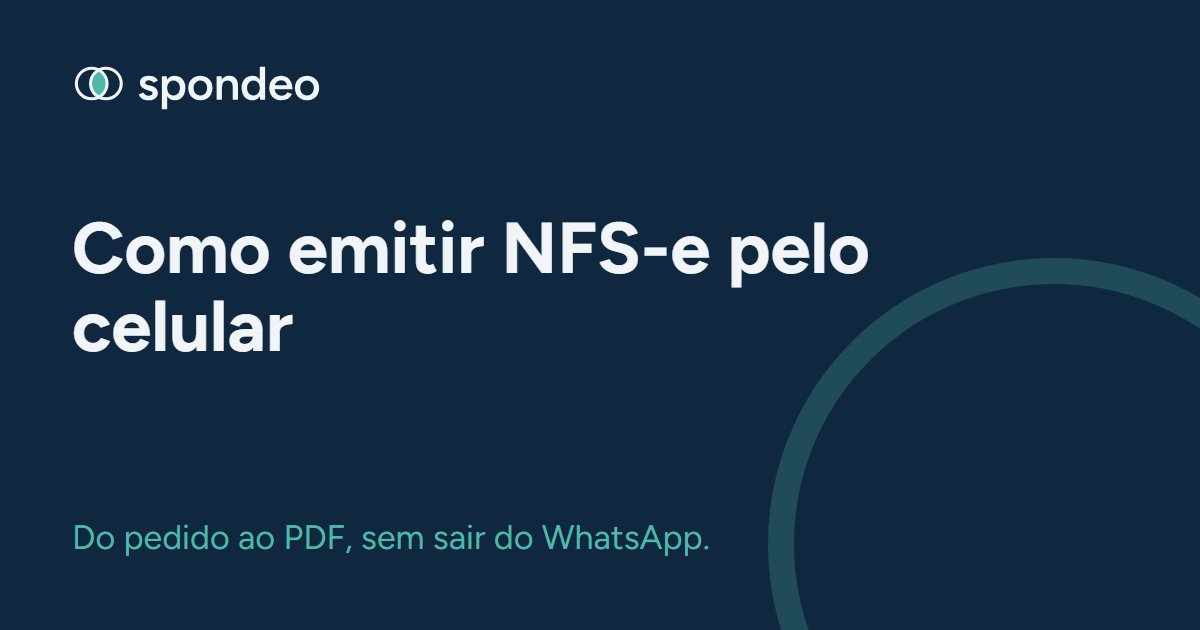 spondeo
Como emitir NFS-e pelo
celular
Do pedido ao PDF, sem sair do WhatsApp.